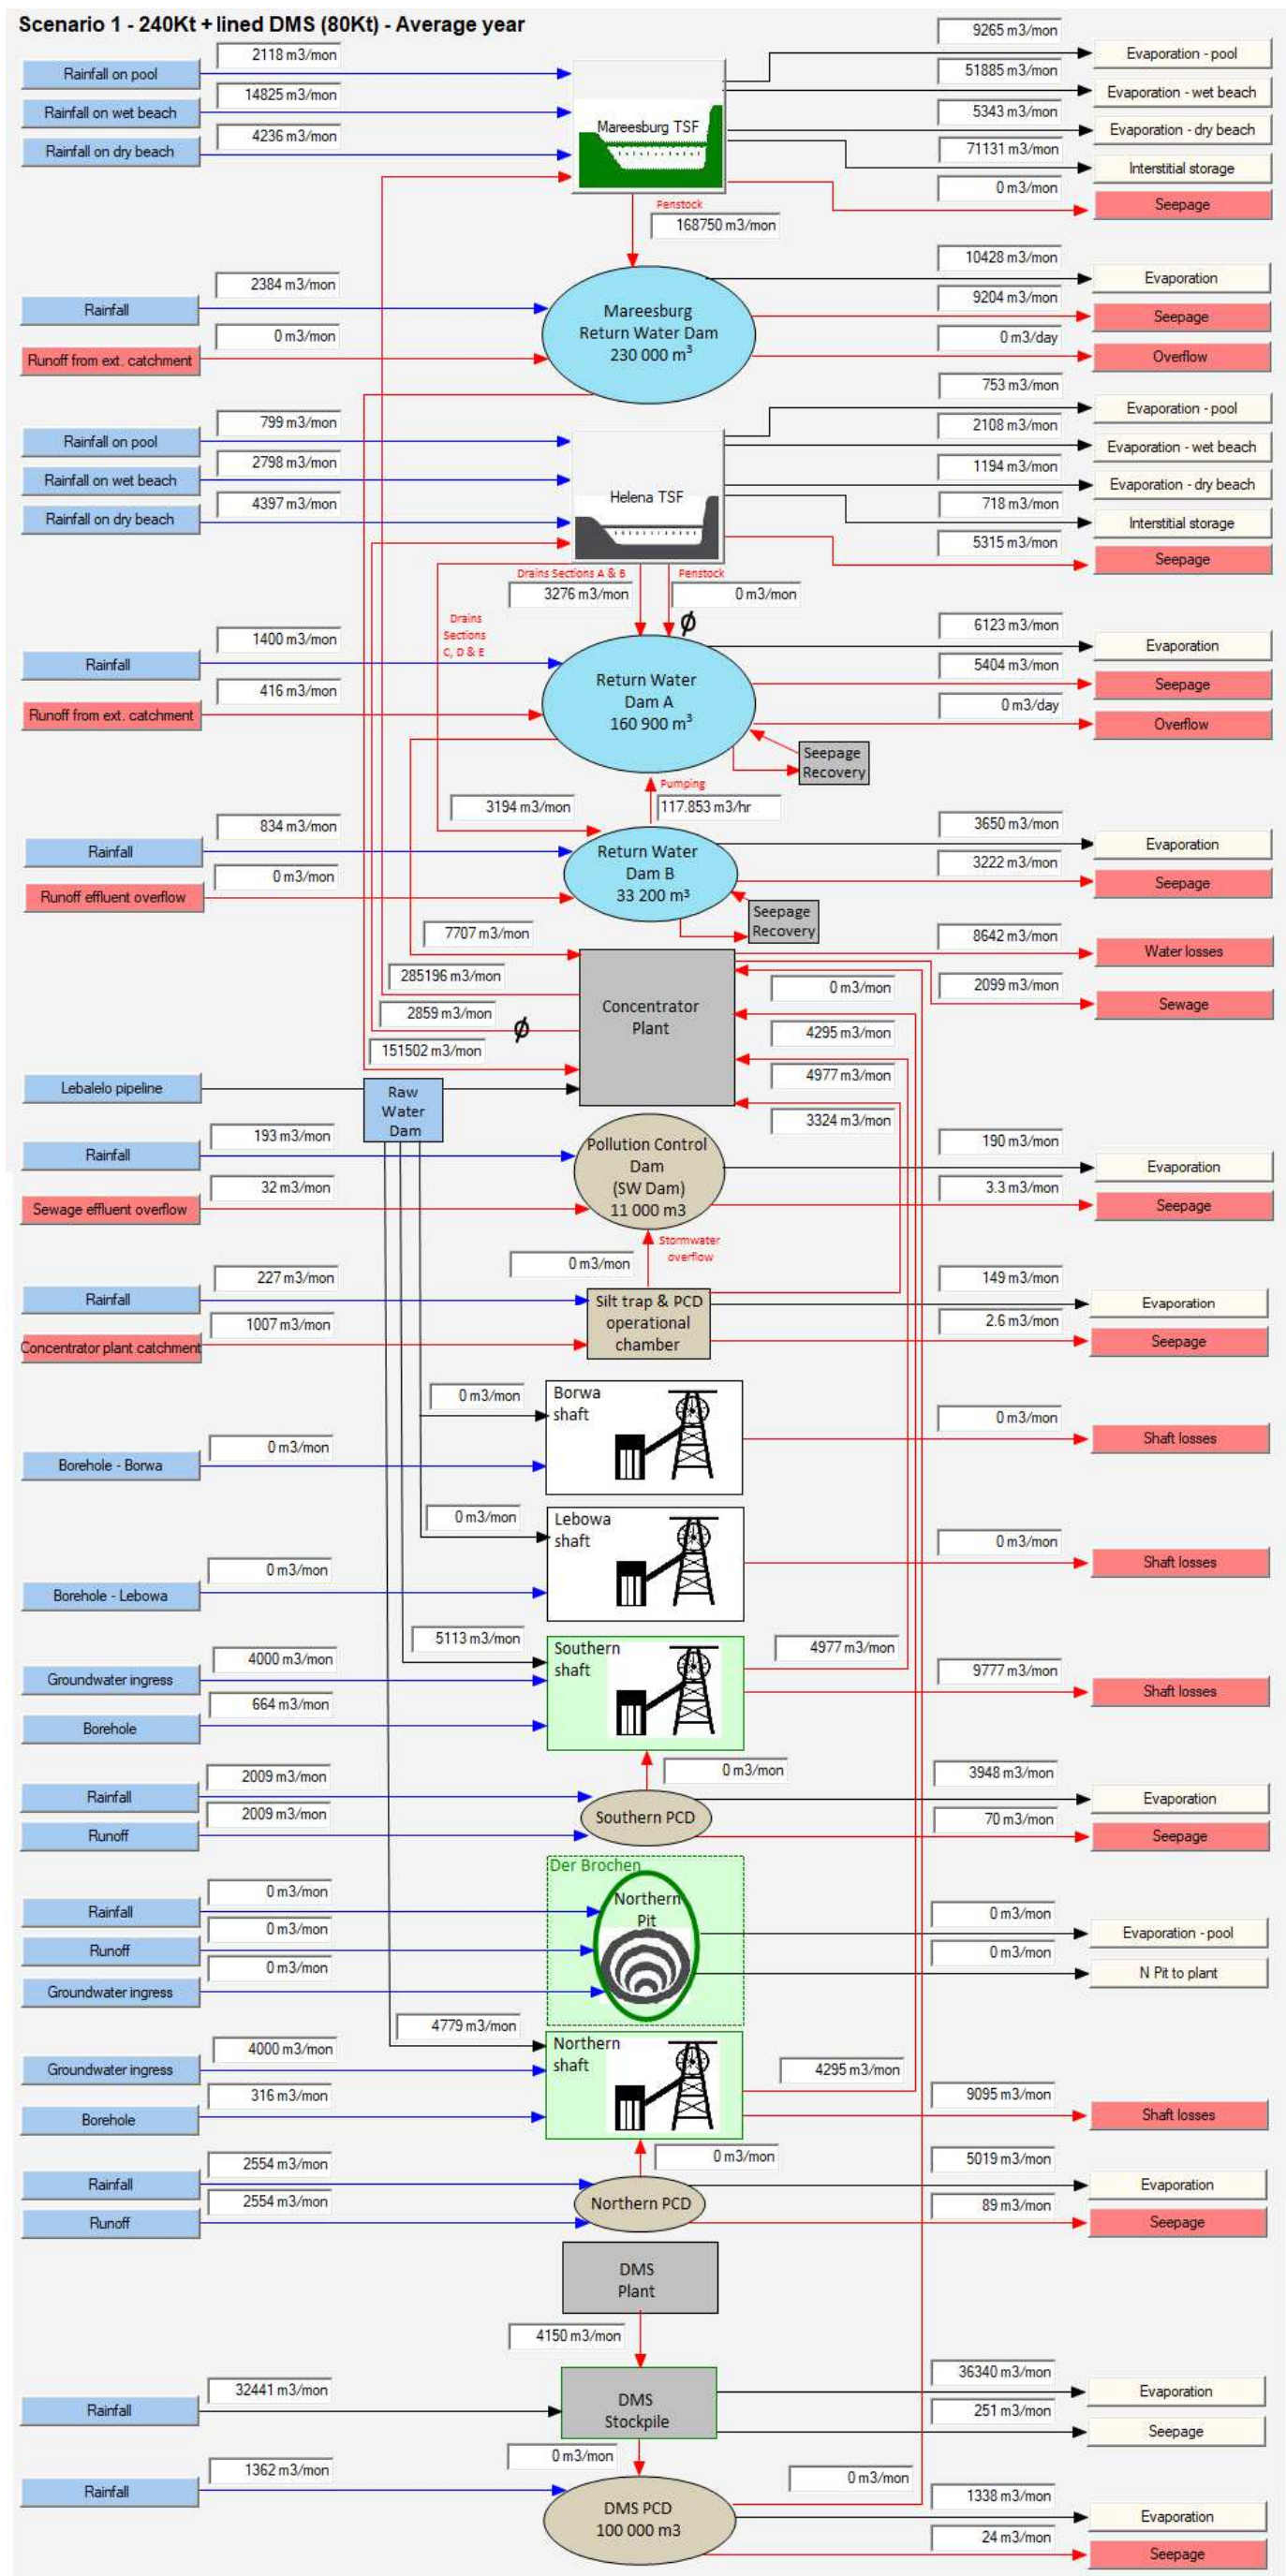 Scenario 1 - 240Kt + lined DMS (80Kt) - Average year
Rainfall on pool
2118 m3/mon
Rainfall on wet beach
14825 m3/mon
Rainfall on dry beach
4236 m3/mon
Mareesburg TSF
9265 m3/mon
Evaporation - pool
51885 m3/mon
Evaporation - wet beach
5343 m3/mon
Evaporation - dry beach
71131 m3/mon
Interstitial storage
0 m3/mon
Seepage
Penstock
168750 m3/mon
Rainfall
2384 m3/mon
Runoff from ext. catchment
0 m3/mon
Mareesburg
Return Water Dam
230 000 m³
10428 m3/mon
Evaporation
9204 m3/mon
Seepage
0 m3/day
Overflow
Rainfall on pool
799 m3/mon
Rainfall on wet beach
2798 m3/mon
Rainfall on dry beach
4397 m3/mon
Helena TSF
753 m3/mon
Evaporation - pool
2108 m3/mon
Evaporation - wet beach
1194 m3/mon
Evaporation - dry beach
718 m3/mon
Interstitial storage
5315 m3/mon
Seepage
Drains Sections A & B
3276 m3/mon
Penstock
0 m3/mon
ϕ
Drains
Sections
C, D & E
Rainfall
1400 m3/mon
Runoff from ext. catchment
416 m3/mon
Return Water
Dam A
160 900 m³
6123 m3/mon
Evaporation
5404 m3/mon
Seepage
0 m3/day
Overflow
Seepage
Recovery
Pumping
3194 m3/mon
117.853 m3/hr
Rainfall
834 m3/mon
Runoff effluent overflow
0 m3/mon
Return Water
Dam B
33 200 m³
3650 m3/mon
Evaporation
3222 m3/mon
Seepage
Seepage
Recovery
7707 m3/mon
285196 m3/mon
2859 m3/mon
ϕ
151502 m3/mon
Concentrator
Plant
8642 m3/mon
Water losses
2099 m3/mon
Sewage
0 m3/mon
4295 m3/mon
4977 m3/mon
3324 m3/mon
Lebalelo pipeline
Raw
Water
Dam
Rainfall
193 m3/mon
Sewage effluent overflow
32 m3/mon
Pollution Control
Dam
(SW Dam)
11 000 m3
190 m3/mon
Evaporation
3.3 m3/mon
Seepage
Stormwater
overflow
0 m3/mon
Rainfall
227 m3/mon
Concentrator plant catchment
1007 m3/mon
Silt trap & PCD
operational
chamber
149 m3/mon
Evaporation
2.6 m3/mon
Seepage
0 m3/mon
Borwa
shaft
Borehole - Borwa
0 m3/mon
0 m3/mon
Shaft losses
0 m3/mon
Lebowa
shaft
Borehole - Lebowa
0 m3/mon
0 m3/mon
Shaft losses
5113 m3/mon
Southern
shaft
4977 m3/mon
Groundwater ingress
4000 m3/mon
Borehole
664 m3/mon
9777 m3/mon
Shaft losses
0 m3/mon
Rainfall
2009 m3/mon
Runoff
2009 m3/mon
Southern PCD
3948 m3/mon
Evaporation
70 m3/mon
Seepage
Der Brochen
Northern
Pit
Rainfall
0 m3/mon
Runoff
0 m3/mon
Groundwater ingress
0 m3/mon
0 m3/mon
Evaporation - pool
0 m3/mon
N Pit to plant
4779 m3/mon
Northern
shaft
4295 m3/mon
Groundwater ingress
4000 m3/mon
Borehole
316 m3/mon
9095 m3/mon
Shaft losses
0 m3/mon
Rainfall
2554 m3/mon
Runoff
2554 m3/mon
Northern PCD
5019 m3/mon
Evaporation
89 m3/mon
Seepage
DMS
Plant
4150 m3/mon
Rainfall
32441 m3/mon
DMS
Stockpile
36340 m3/mon
Evaporation
251 m3/mon
Seepage
0 m3/mon
0 m3/mon
Rainfall
1362 m3/mon
DMS PCD
100 000 m3
1338 m3/mon
Evaporation
24 m3/mon
Seepage